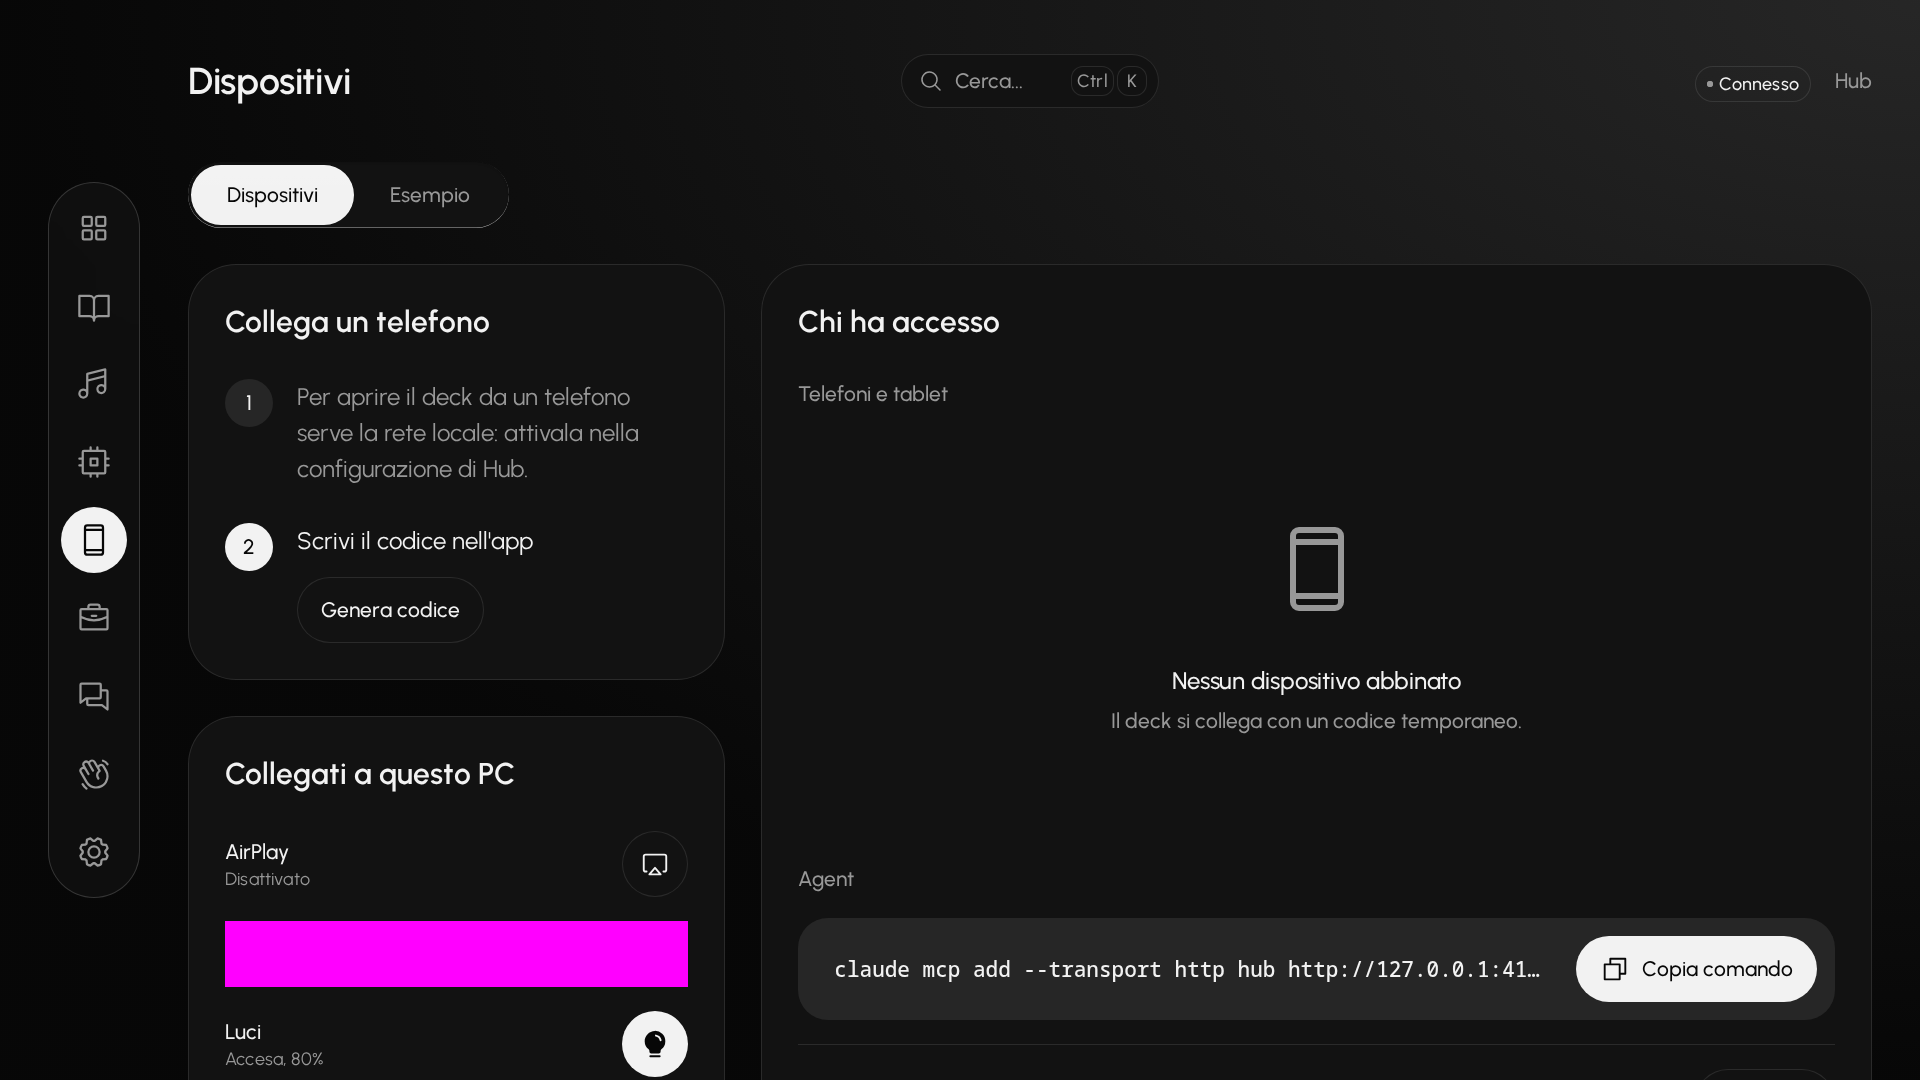 Dispositivi
Cerca...
Ctrl K
Connesso
Hub
Dispositivi
Esempio
Collega un telefono
1
Per aprire il deck da un telefono
serve la rete locale: attivala nella
configurazione di Hub.
2
Scrivi il codice nell'app
Genera codice
Collegati a questo PC
AirPlay
Disattivato
Luci
Accesa, 80%
Chi ha accesso
Telefoni e tablet
Nessun dispositivo abbinato
Il deck si collega con un codice temporaneo.
Agent
claude mcp add --transport http hub http://127.0.0.1:41…
Copia comando